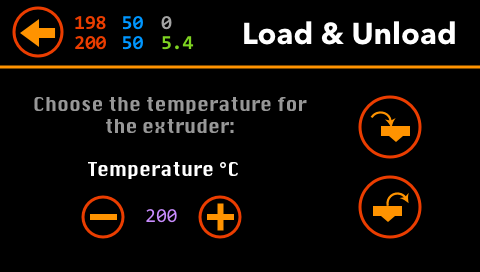 198 50 0
200 50 5.4
Load & Unload
Choose the temperature for
the extruder:
Temperature °C
200